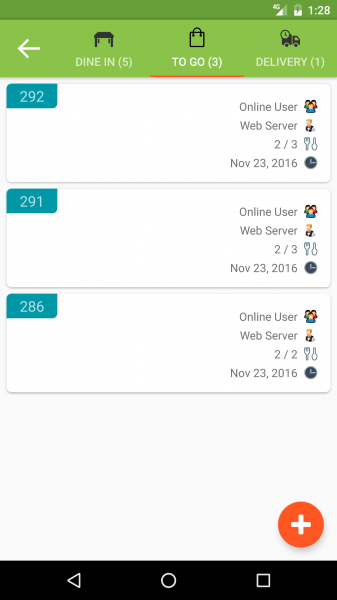 4G 1:28
DINE IN (5) TO GO (3) DELIVERY (1)
292
Online User
Web Server
2 / 3
Nov 23, 2016
291
Online User
Web Server
2 / 3
Nov 23, 2016
286
Online User
Web Server
2 / 2
Nov 23, 2016